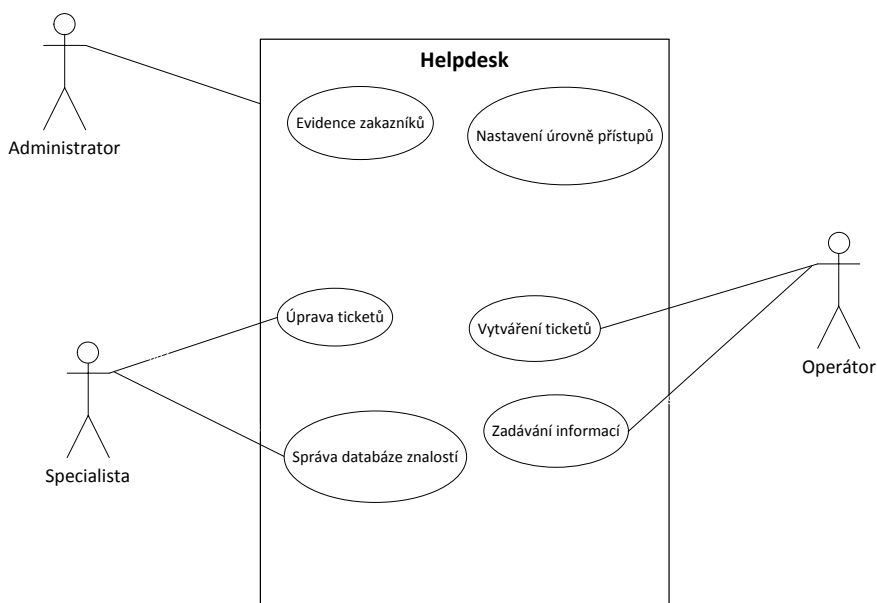 Helpdesk
Evidence zakazníků
Nastavení úrovně přístupů
Administrator
Úprava ticketů
Vytváření ticketů
Operátor
Zadávání informací
Správa databáze znalostí
Specialista